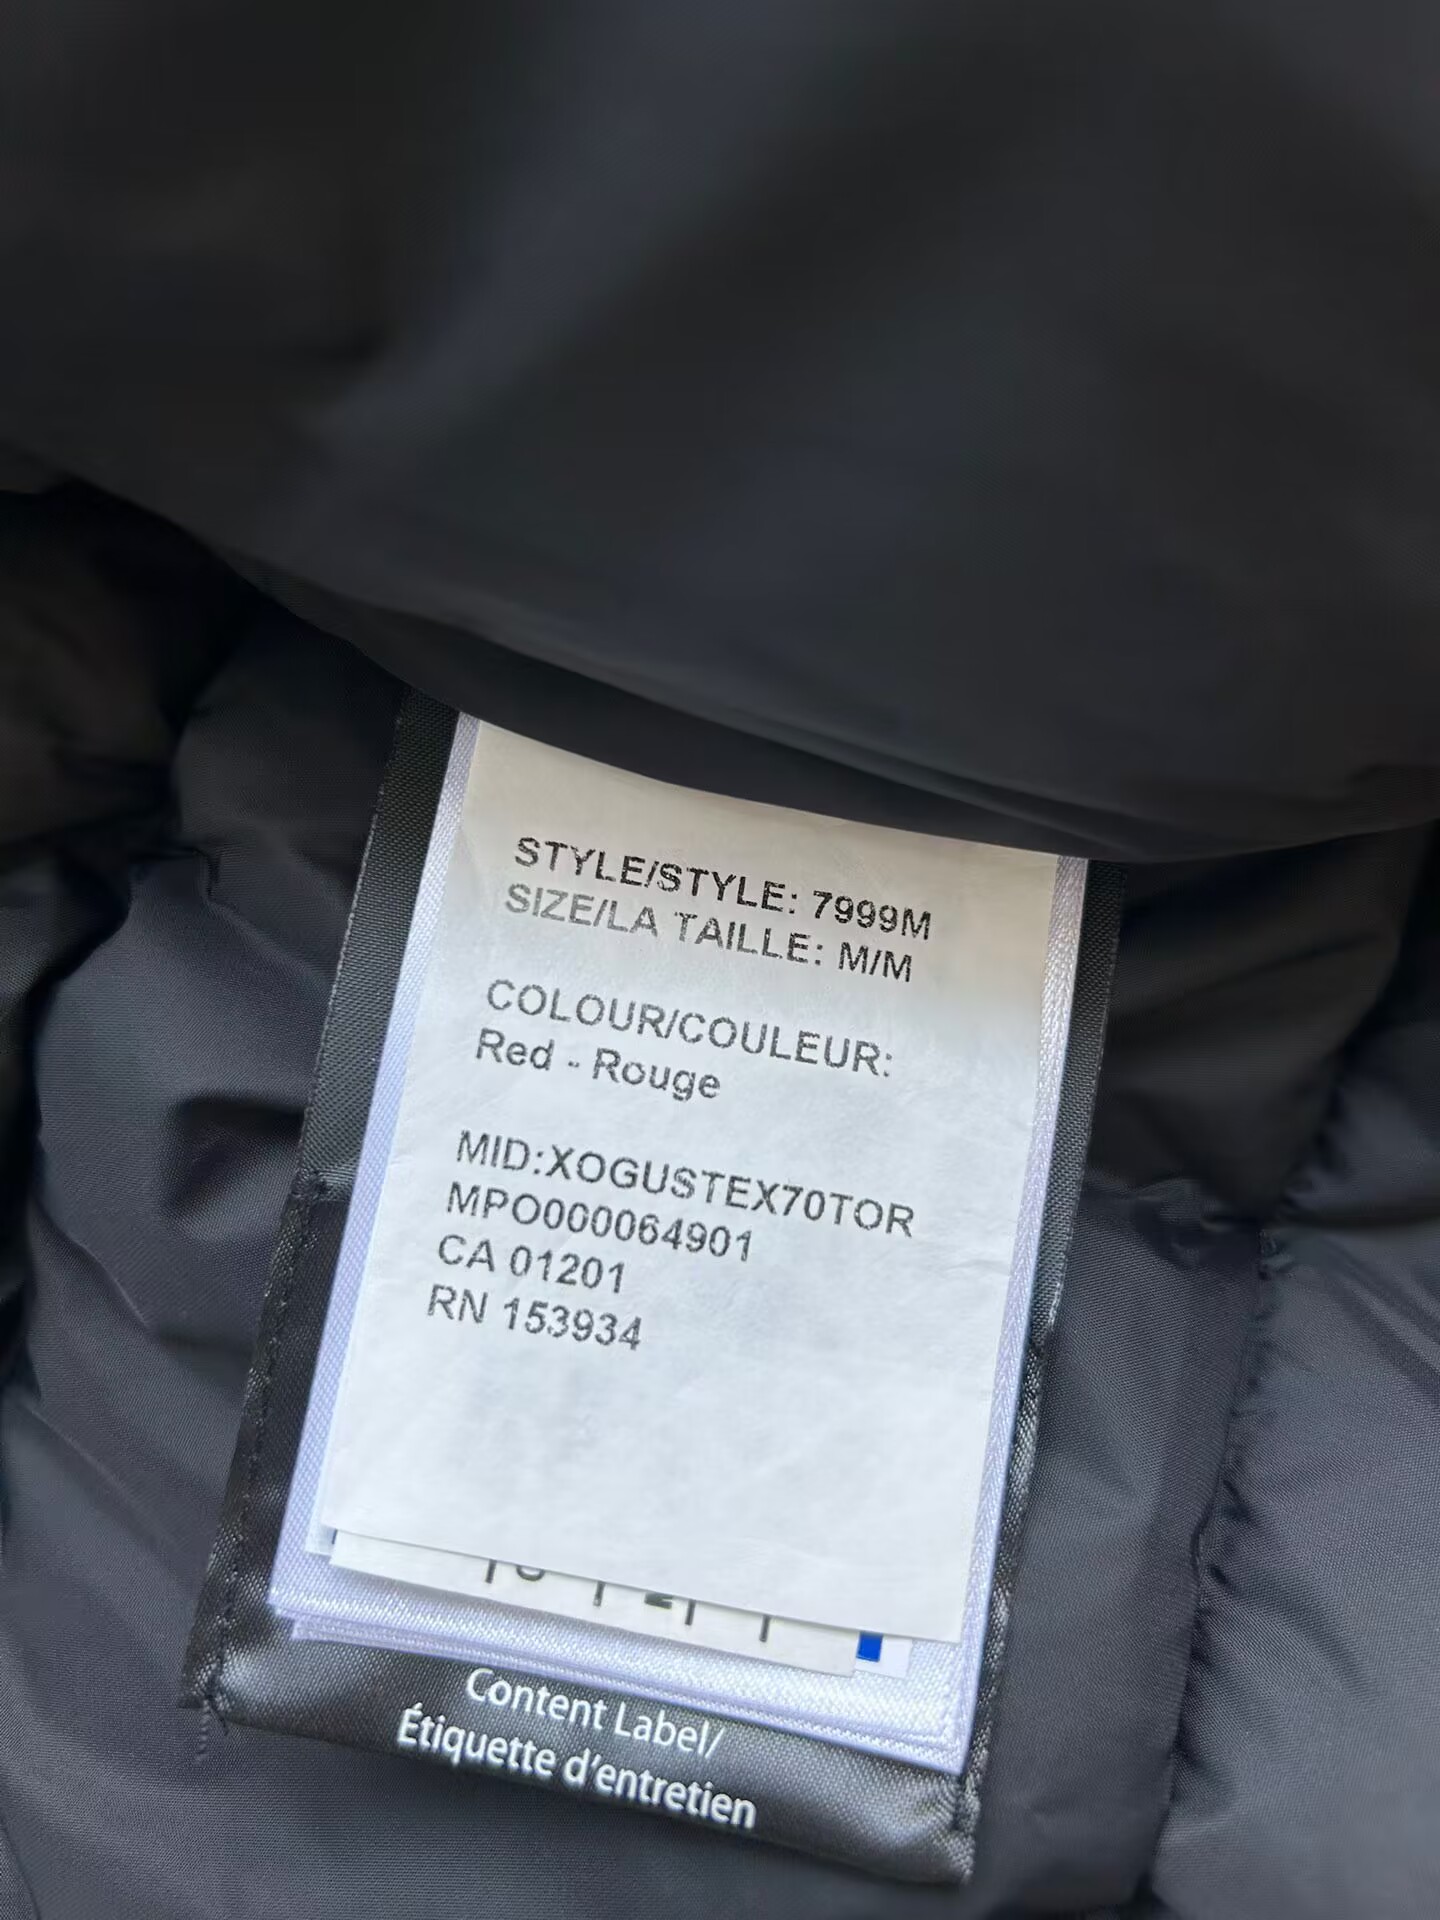 STYLE/STYLE: 7999M
SIZE/LA TAILLE: M/M
COLOUR/COULEUR:
Red - Rouge
MID:XOGUSTEX70TOR
MPO000064901
CA 01201
RN 153934
Content Label/
Étiquette d'entretien